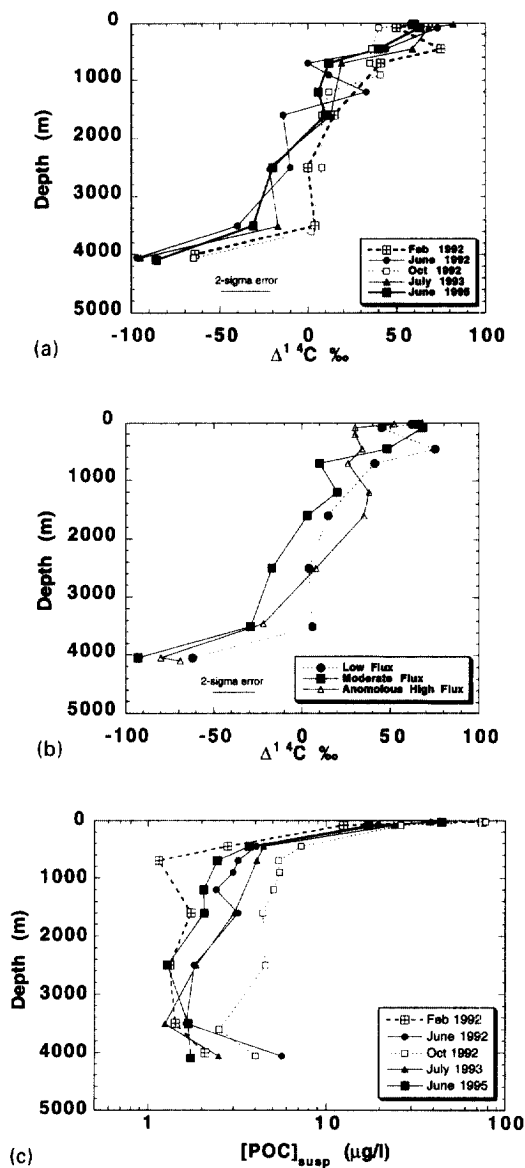 0
1000
2000
3000
4000
5000
Depth (m)
2-sigma error
Feb 1992
June 1992
Oct 1992
July 1993
June 1995
-100 -50 0 50 100
(a)
Δ¹⁴C ‰
0
1000
2000
3000
4000
5000
Depth (m)
2-sigma error
Low Flux
Moderate Flux
Anomolous High Flux
-100 -50 0 50 100
(b)
Δ¹⁴C ‰
0
1000
2000
3000
4000
5000
Depth (m)
Feb 1992
June 1992
Oct 1992
July 1993
June 1995
1 10 100
(c)
[POC]susp (µg/l)